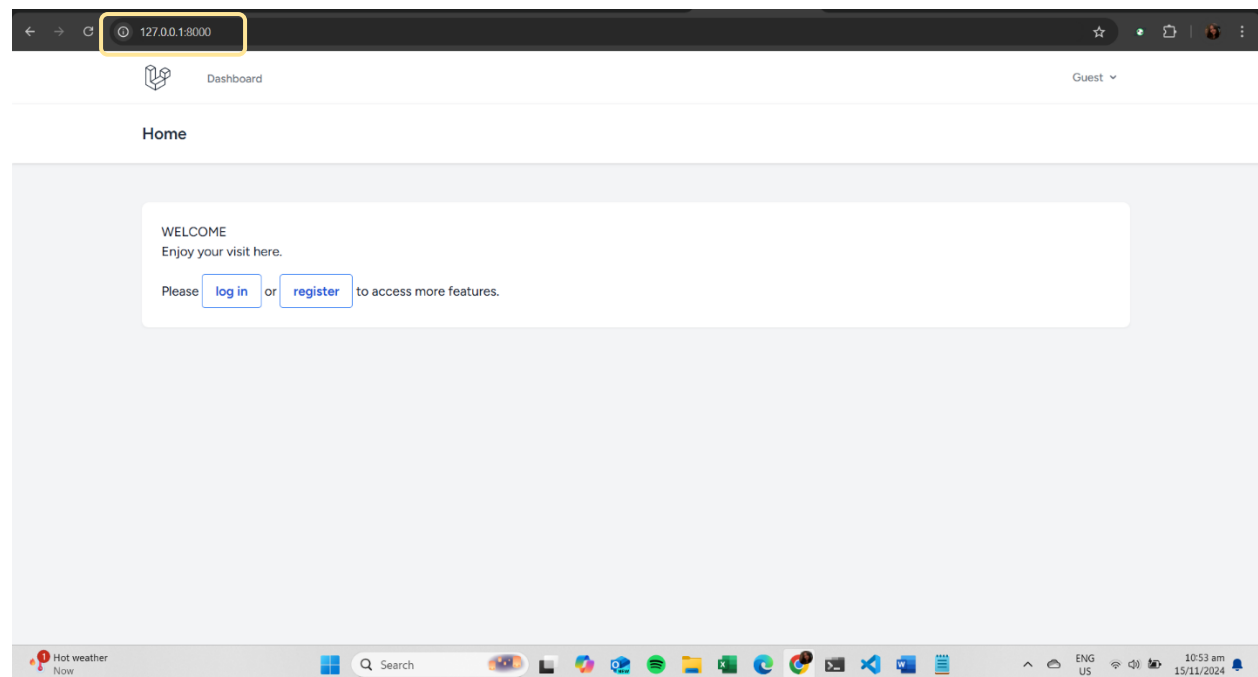 127.0.0.1:8000
Dashboard
Guest
Home
WELCOME
Enjoy your visit here.
Please log in or register to access more features.
1
Hot weather
Now
Search
ENG
US
10:53 am
15/11/2024